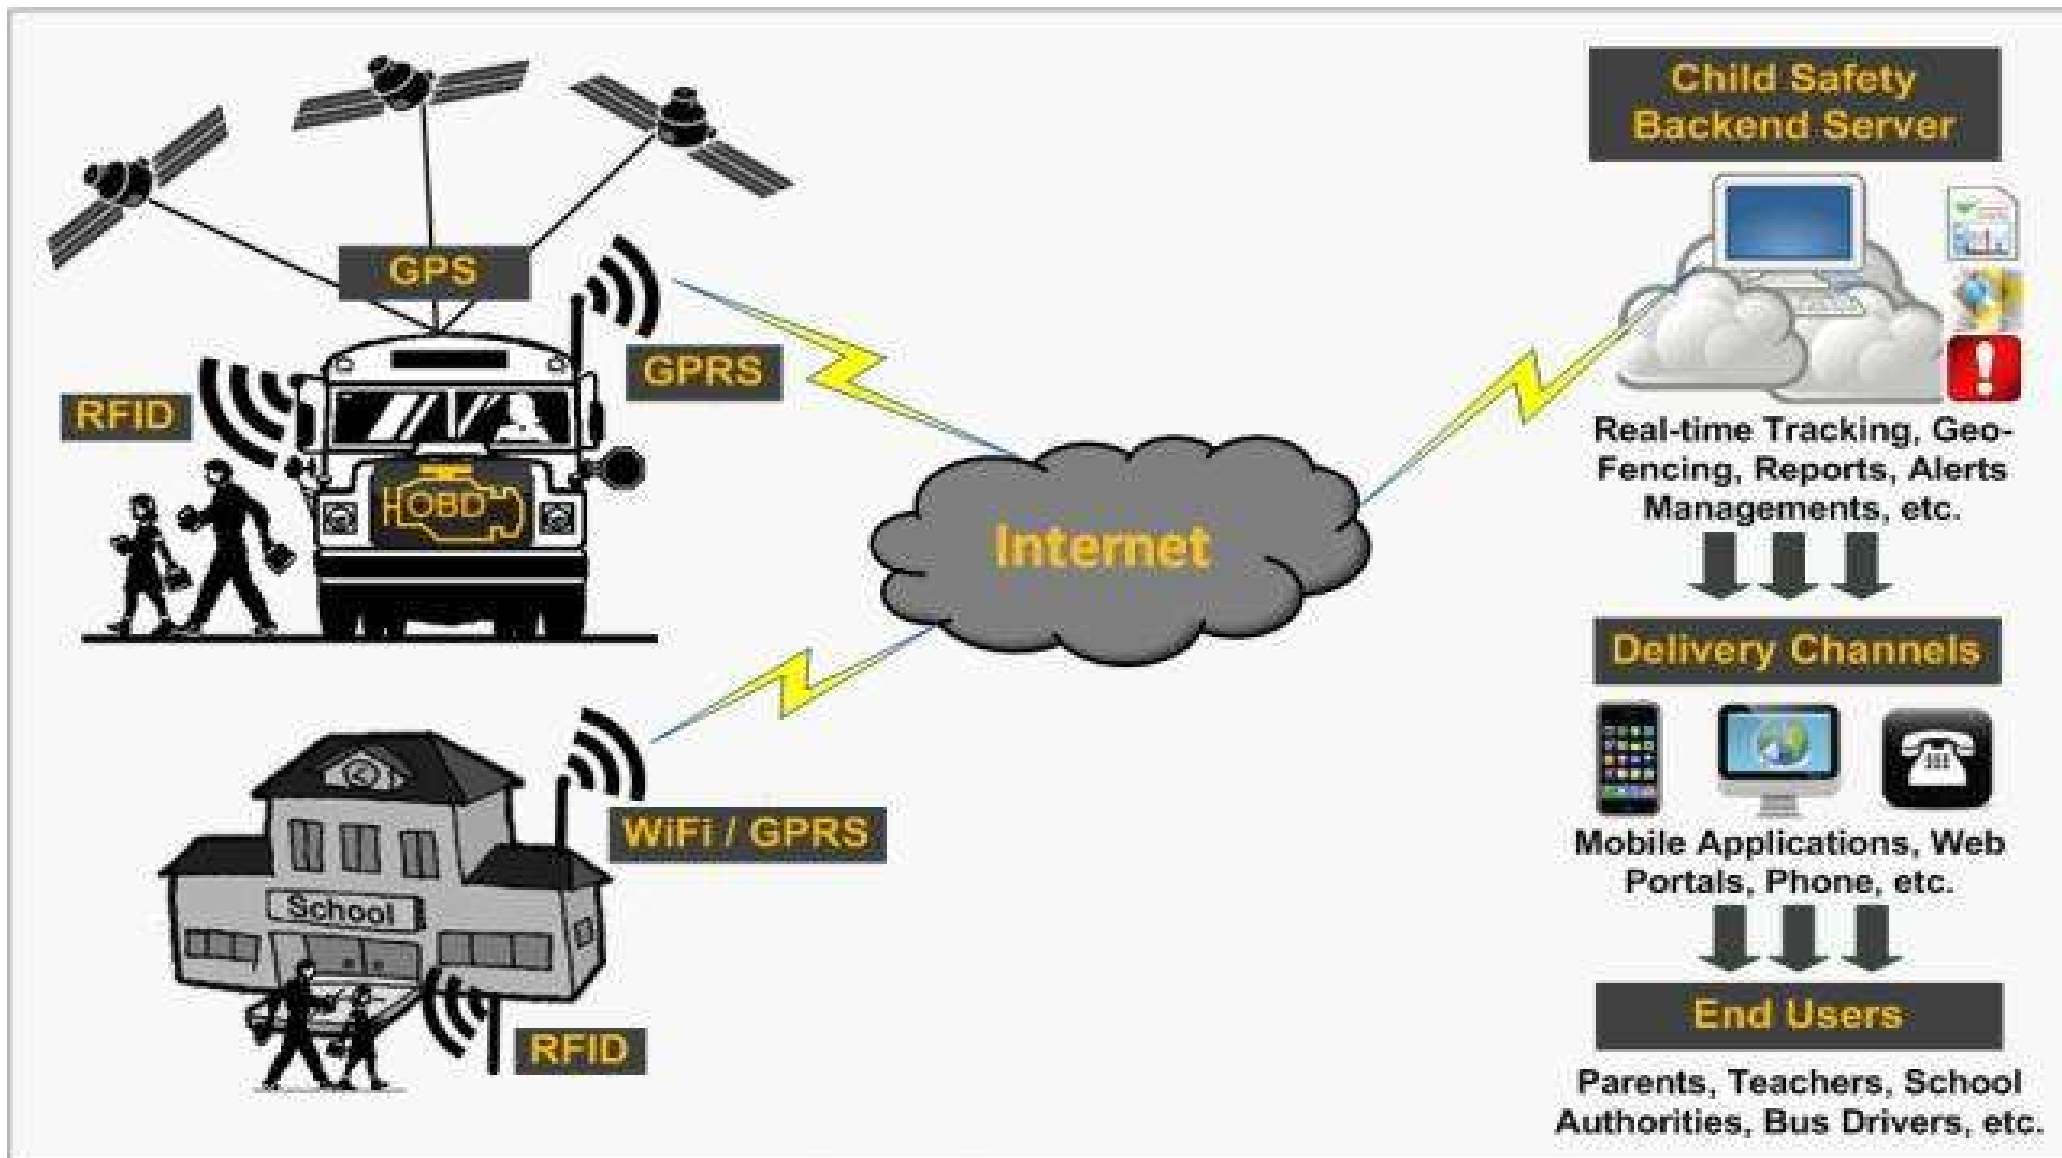 GPS
GPRS
RFID
OBD
Internet
WiFi / GPRS
School
RFID
Child Safety
Backend Server
Real-time Tracking, Geo-
Fencing, Reports, Alerts
Managements, etc.
Delivery Channels
Mobile Applications, Web
Portals, Phone, etc.
End Users
Parents, Teachers, School
Authorities, Bus Drivers, etc.